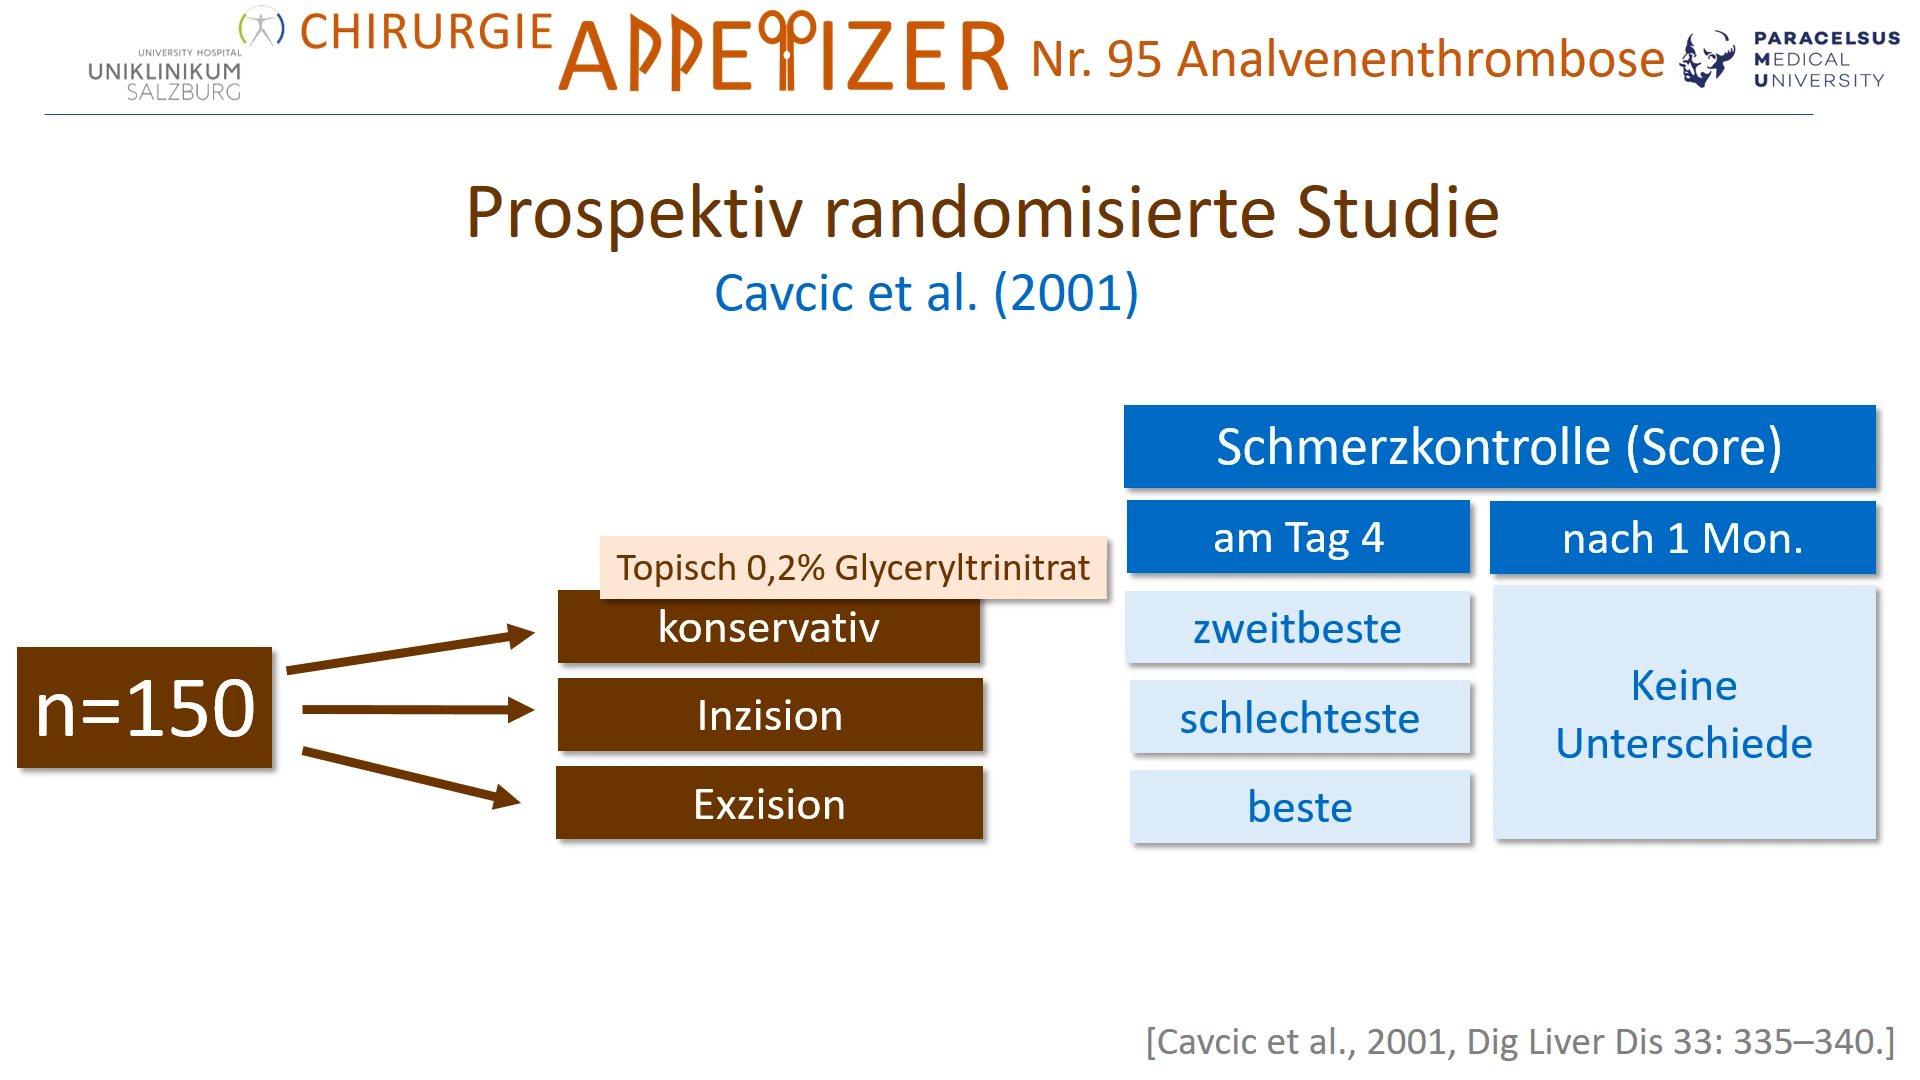 UNIVERSITY HOSPITAL
UNIKLINIKUM
SALZBURG
CHIRURGIE APPETIZER Nr. 95 Analvenenthrombose
PARACELSUS
MEDICAL
UNIVERSITY
Prospektiv randomisierte Studie
Cavcic et al. (2001)
Schmerzkontrolle (Score)
am Tag 4 nach 1 Mon.
Topisch 0,2% Glyceryltrinitrat
n=150
konservativ zweitbeste
Inzision schlechteste
Exzision beste
Keine
Unterschiede
[Cavcic et al., 2001, Dig Liver Dis 33: 335–340.]